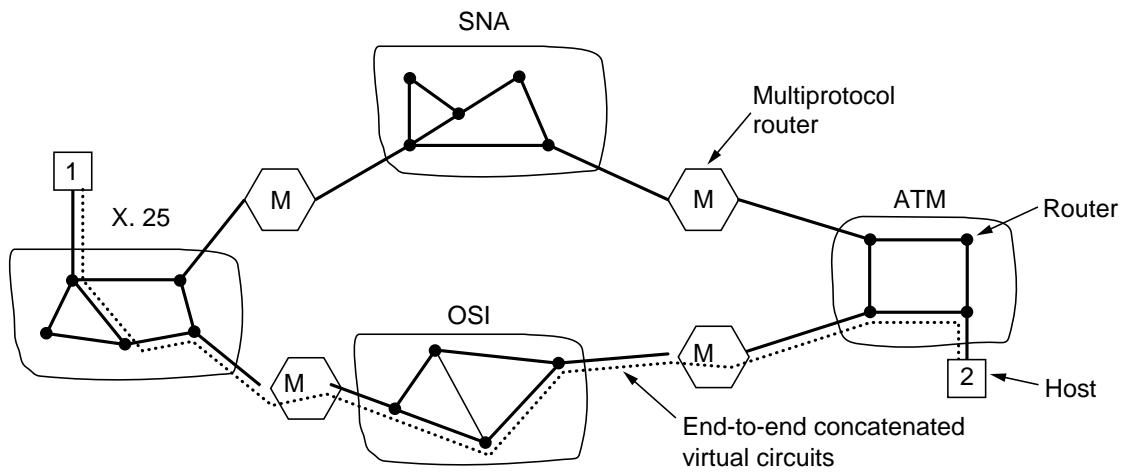 SNA
Multiprotocol
router
1
M
M
X. 25
ATM
Router
OSI
M
M
2
Host
End-to-end concatenated
virtual circuits